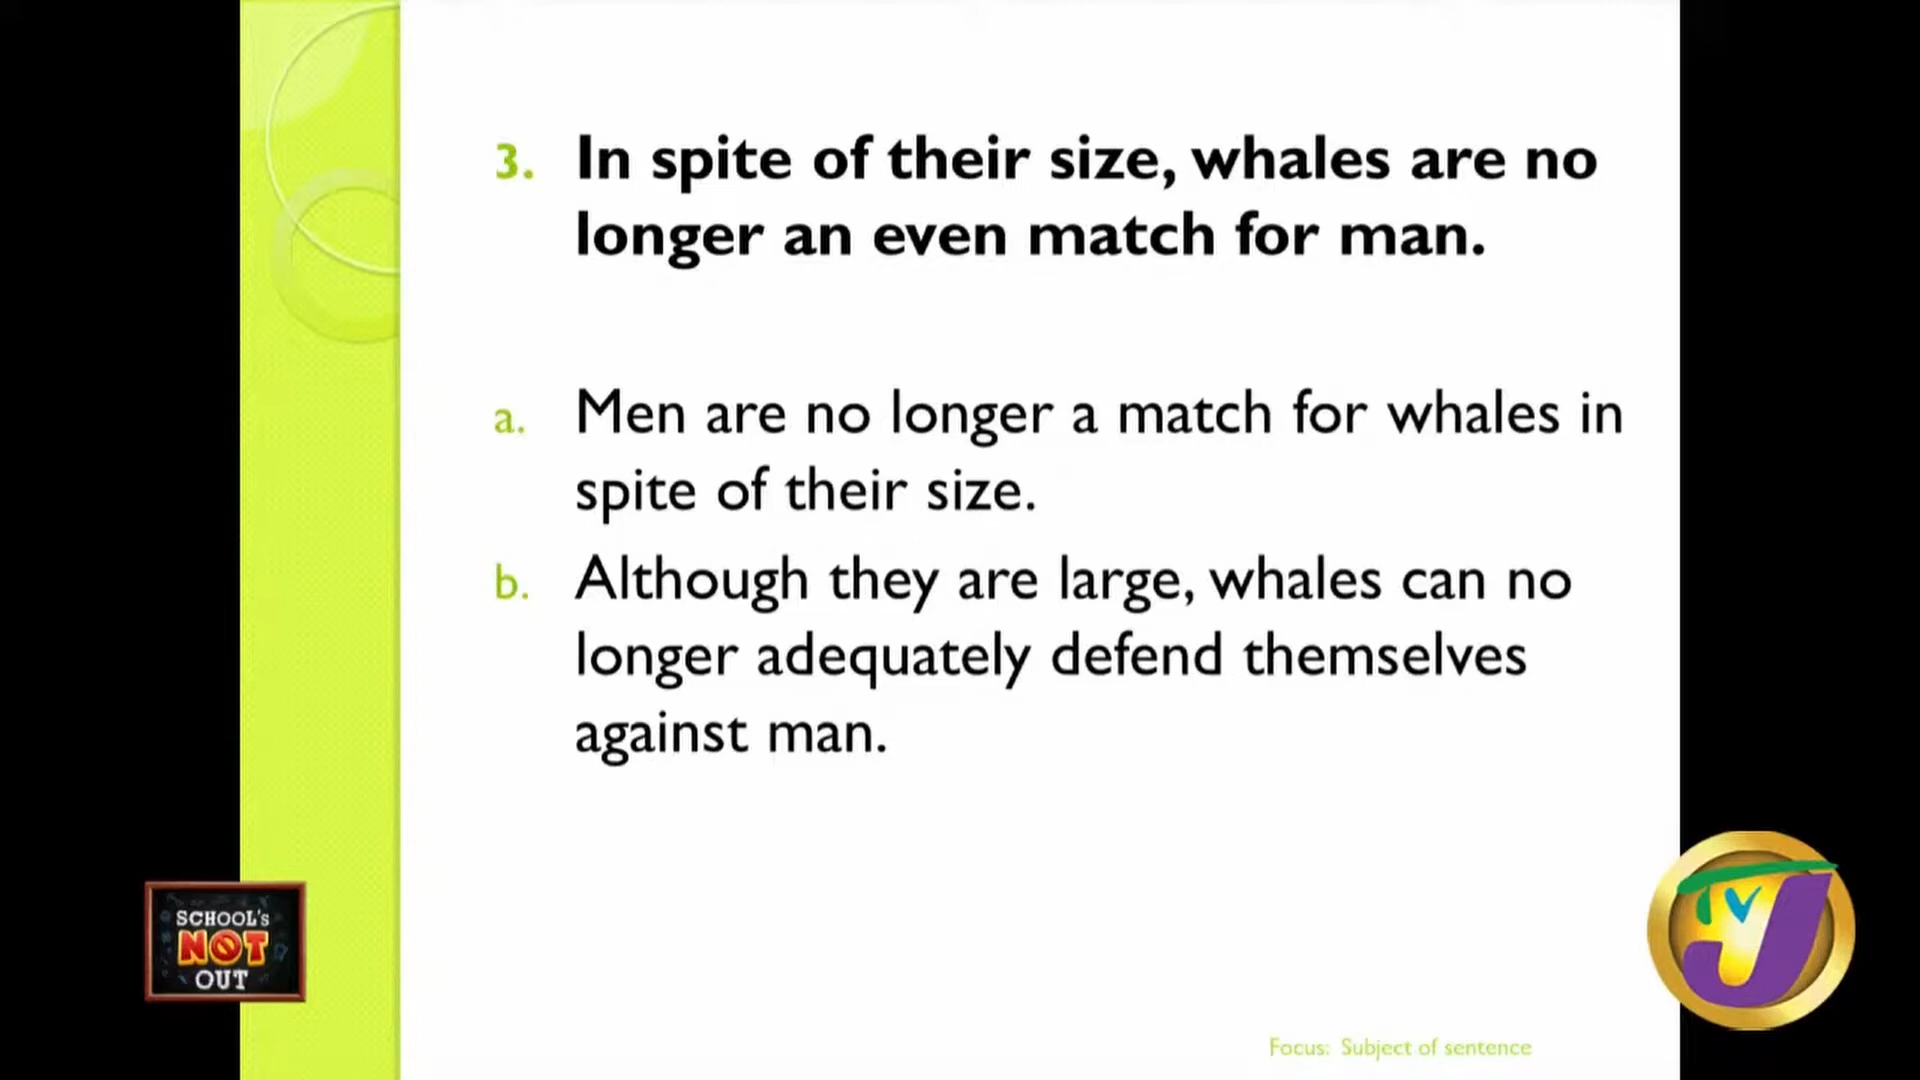 3. In spite of their size, whales are no
longer an even match for man.
a. Men are no longer a match for whales in
spite of their size.
b. Although they are large, whales can no
longer adequately defend themselves
against man.
SCHOOL's
NOT
OUT
TVJ
Focus: Subject of sentence